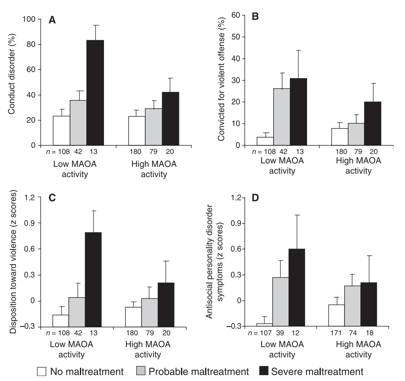 A
Conduct disorder (%)
100
80
60
40
20
0
n = 108 42 13
180 79 20
Low MAOA
activity
High MAOA
activity
B
Convicted for violent offense (%)
60
50
40
30
20
10
0
n = 108 42 13
180 79 20
Low MAOA
activity
High MAOA
activity
C
Disposition toward violence (z scores)
1.2
0.9
0.6
0.3
0
–0.3
n = 108 42 13
180 79 20
Low MAOA
activity
High MAOA
activity
D
Antisocial personality disorder
symptoms (z scores)
1.2
0.9
0.6
0.3
0
–0.3
n = 107 39 12
171 74 18
Low MAOA
activity
High MAOA
activity
No maltreatment
Probable maltreatment
Severe maltreatment